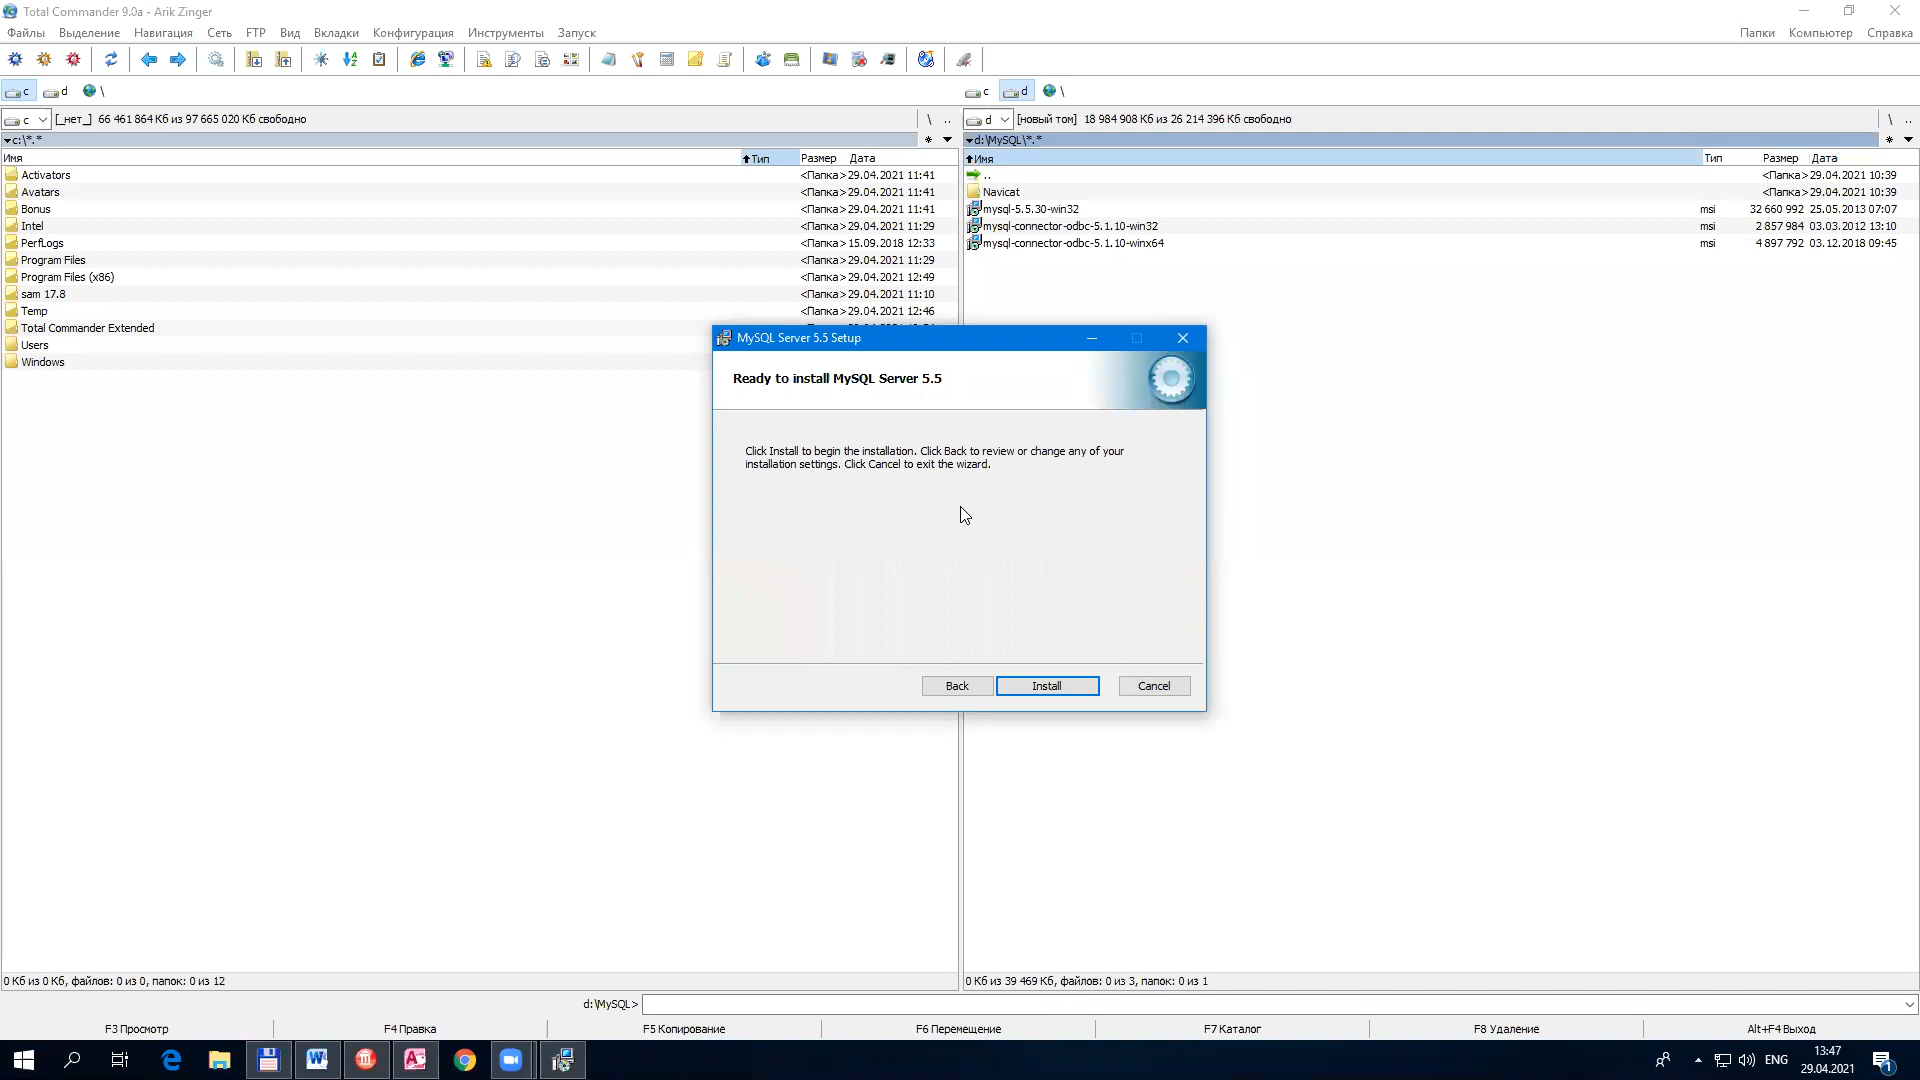 Total Commander 9.0a - Arik Zinger
Файлы Выделение Навигация Сеть FTP Вид Вкладки Конфигурация Инструменты Запуск Папки Компьютер Справка
c d \ c d \
c [_нет_] 66 461 864 Кб из 97 665 020 Кб свободно \ .. d [новый том] 18 984 908 Кб из 26 214 396 Кб свободно \ ..
c:\*.* * d:\MySQL\*.* *
Имя Тип Размер Дата Имя Тип Размер Дата
Activators <Папка> 29.04.2021 11:41
Avatars <Папка> 29.04.2021 11:41
Bonus <Папка> 29.04.2021 11:41
Intel <Папка> 29.04.2021 11:29
PerfLogs <Папка> 15.09.2018 12:33
Program Files <Папка> 29.04.2021 11:29
Program Files (x86) <Папка> 29.04.2021 12:49
sam 17.8 <Папка> 29.04.2021 11:10
Temp <Папка> 29.04.2021 12:46
Total Commander Extended
Users
Windows
.. <Папка> 29.04.2021 10:39
Navicat <Папка> 29.04.2021 10:39
mysql-5.5.30-win32 msi 32 660 992 25.05.2013 07:07
mysql-connector-odbc-5.1.10-win32 msi 2 857 984 03.03.2012 13:10
mysql-connector-odbc-5.1.10-winx64 msi 4 897 792 03.12.2018 09:45
MySQL Server 5.5 Setup
Ready to install MySQL Server 5.5
Click Install to begin the installation. Click Back to review or change any of your
installation settings. Click Cancel to exit the wizard.
Back Install Cancel
0 Кб из 0 Кб, файлов: 0 из 0, папок: 0 из 12
0 Кб из 39 469 Кб, файлов: 0 из 3, папок: 0 из 1
d:\MySQL>
F3 Просмотр F4 Правка F5 Копирование F6 Перемещение F7 Каталог F8 Удаление Alt+F4 Выход
ENG 13:47
29.04.2021
1